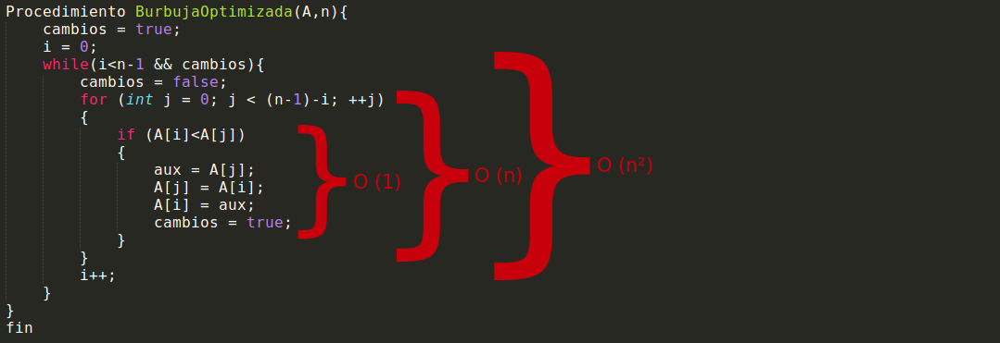 Procedimiento BurbujaOptimizada(A,n){
cambios = true;
i = 0;
while(i<n-1 && cambios){
cambios = false;
for (int j = 0; j < (n-1)-i; ++j)
{
if (A[i]<A[j])
{
aux = A[j];
A[j] = A[i];
A[i] = aux;
cambios = true;
}
}
i++;
}
}
fin
O (1)
O (n)
O (n²)